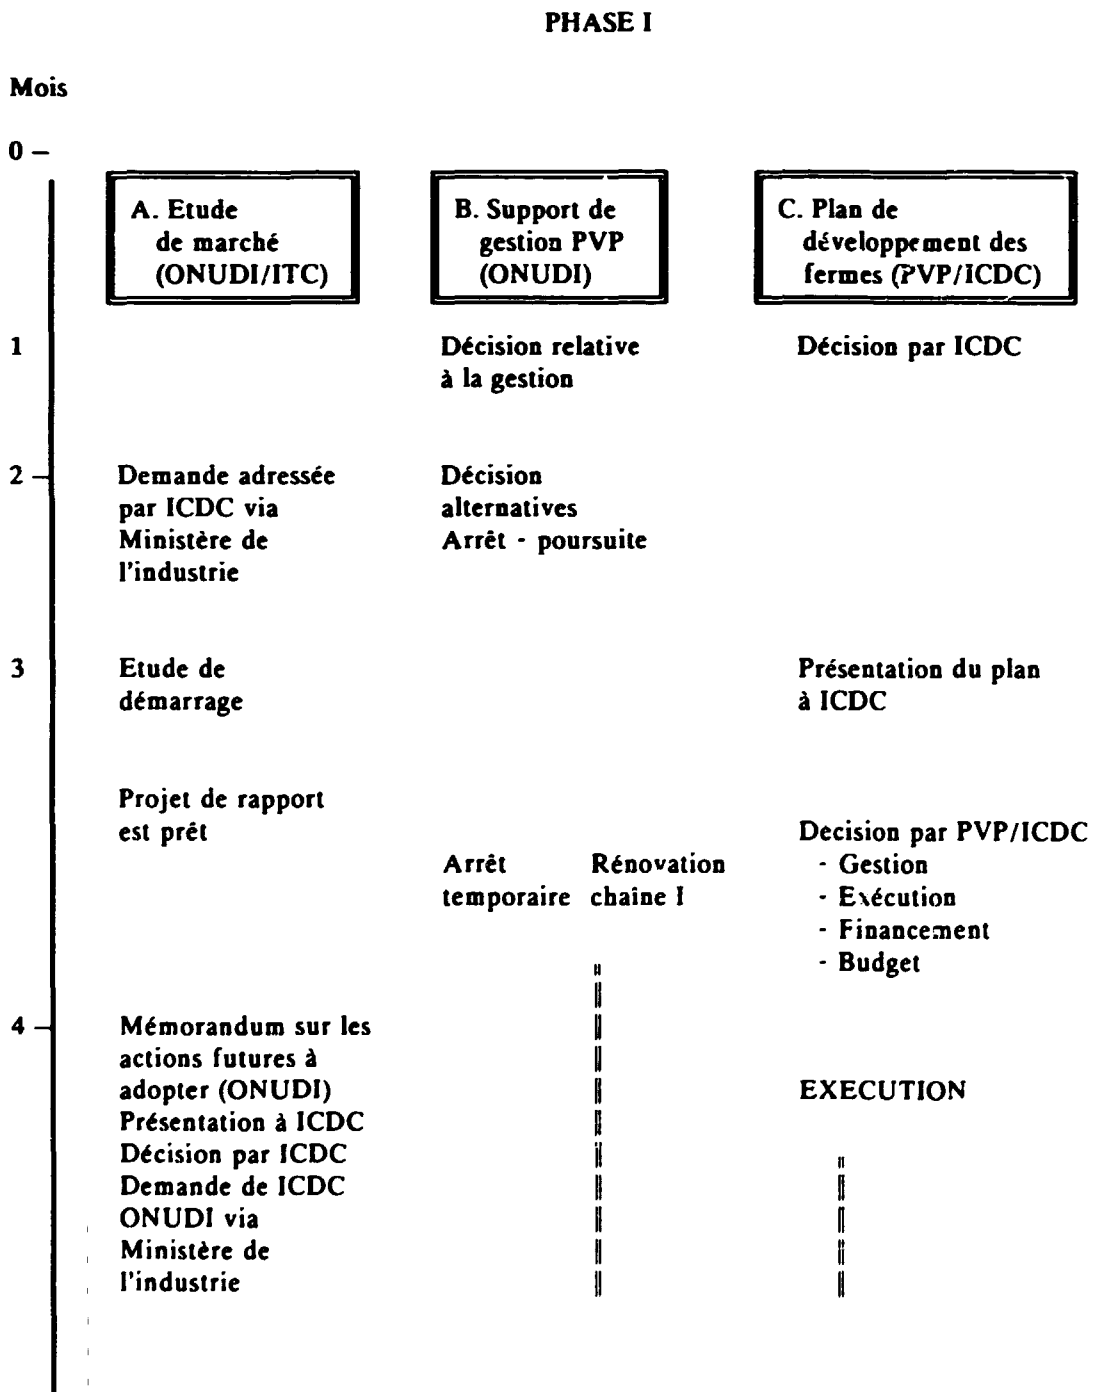 PHASE I
Mois
0 –
A. Etude
de marché
(ONUDI/ITC)
B. Support de
gestion PVP
(ONUDI)
C. Plan de
développement des
fermes (PVP/ICDC)
1
Décision relative
à la gestion
Décision par ICDC
2
Demande adressée
par ICDC via
Ministère de
l'industrie
Décision
alternatives
Arrêt - poursuite
3
Etude de
démarrage
Présentation du plan
à ICDC
Projet de rapport
est prêt
Arrêt
temporaire
Rénovation
chaîne I
Decision par PVP/ICDC
- Gestion
- Exécution
- Financement
- Budget
4
Mémorandum sur les
actions futures à
adopter (ONUDI)
Présentation à ICDC
Décision par ICDC
Demande de ICDC
ONUDI via
Ministère de
l'industrie
EXECUTION